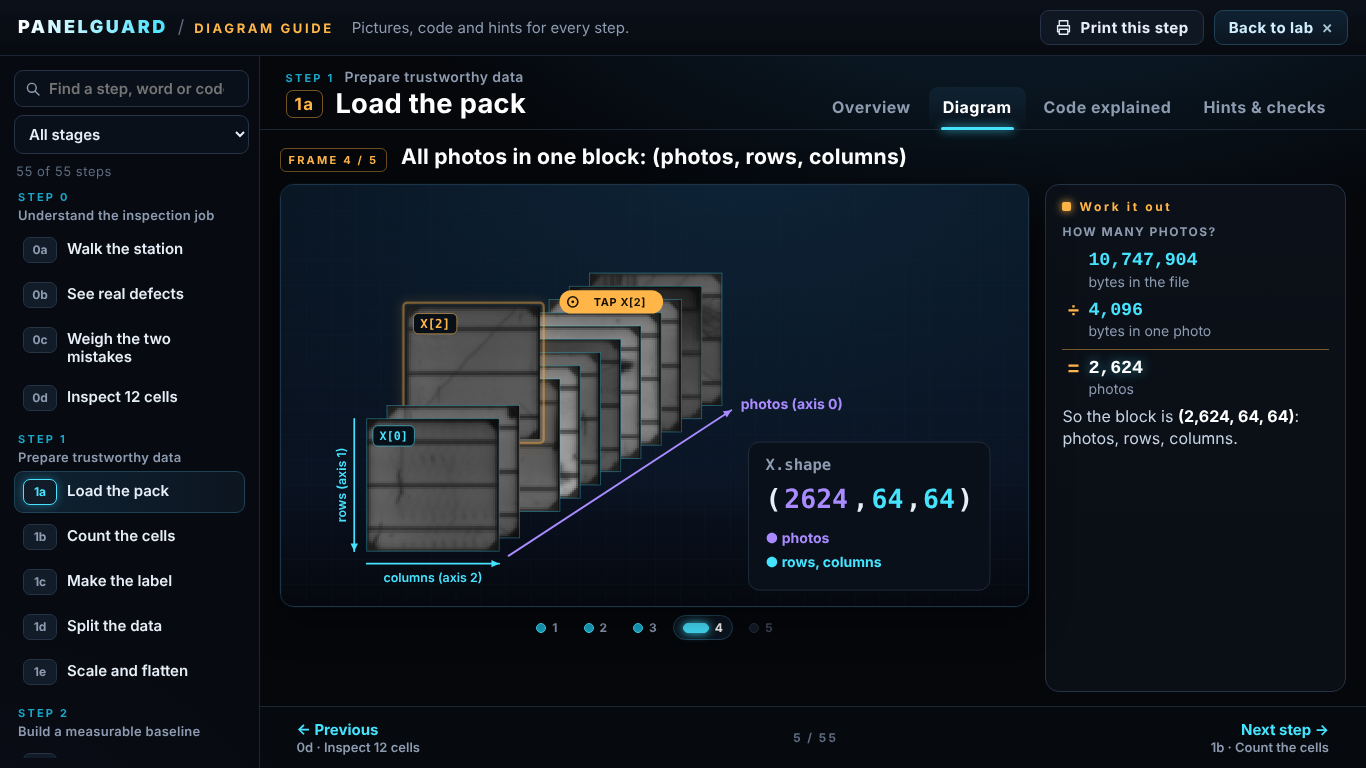 PANELGUARD / DIAGRAM GUIDE Pictures, code and hints for every step.
Print this step
Back to lab ×
Find a step, word or cod
All stages
55 of 55 steps
STEP 0
Understand the inspection job
0a Walk the station
0b See real defects
0c Weigh the two
mistakes
0d Inspect 12 cells
STEP 1
Prepare trustworthy data
1a Load the pack
1b Count the cells
1c Make the label
1d Split the data
1e Scale and flatten
STEP 2
Build a measurable baseline
STEP 1 Prepare trustworthy data
1a Load the pack
Overview
Diagram
Code explained
Hints & checks
FRAME 4 / 5 All photos in one block: (photos, rows, columns)
TAP X[2]
X[2]
X[0]
rows (axis 1)
columns (axis 2)
photos (axis 0)
X.shape
(2624,64,64)
photos
rows, columns
1 2 3 4 5
Work it out
HOW MANY PHOTOS?
10,747,904
bytes in the file
÷ 4,096
bytes in one photo
= 2,624
photos
So the block is (2,624, 64, 64):
photos, rows, columns.
← Previous
0d · Inspect 12 cells
5 / 55
Next step →
1b · Count the cells